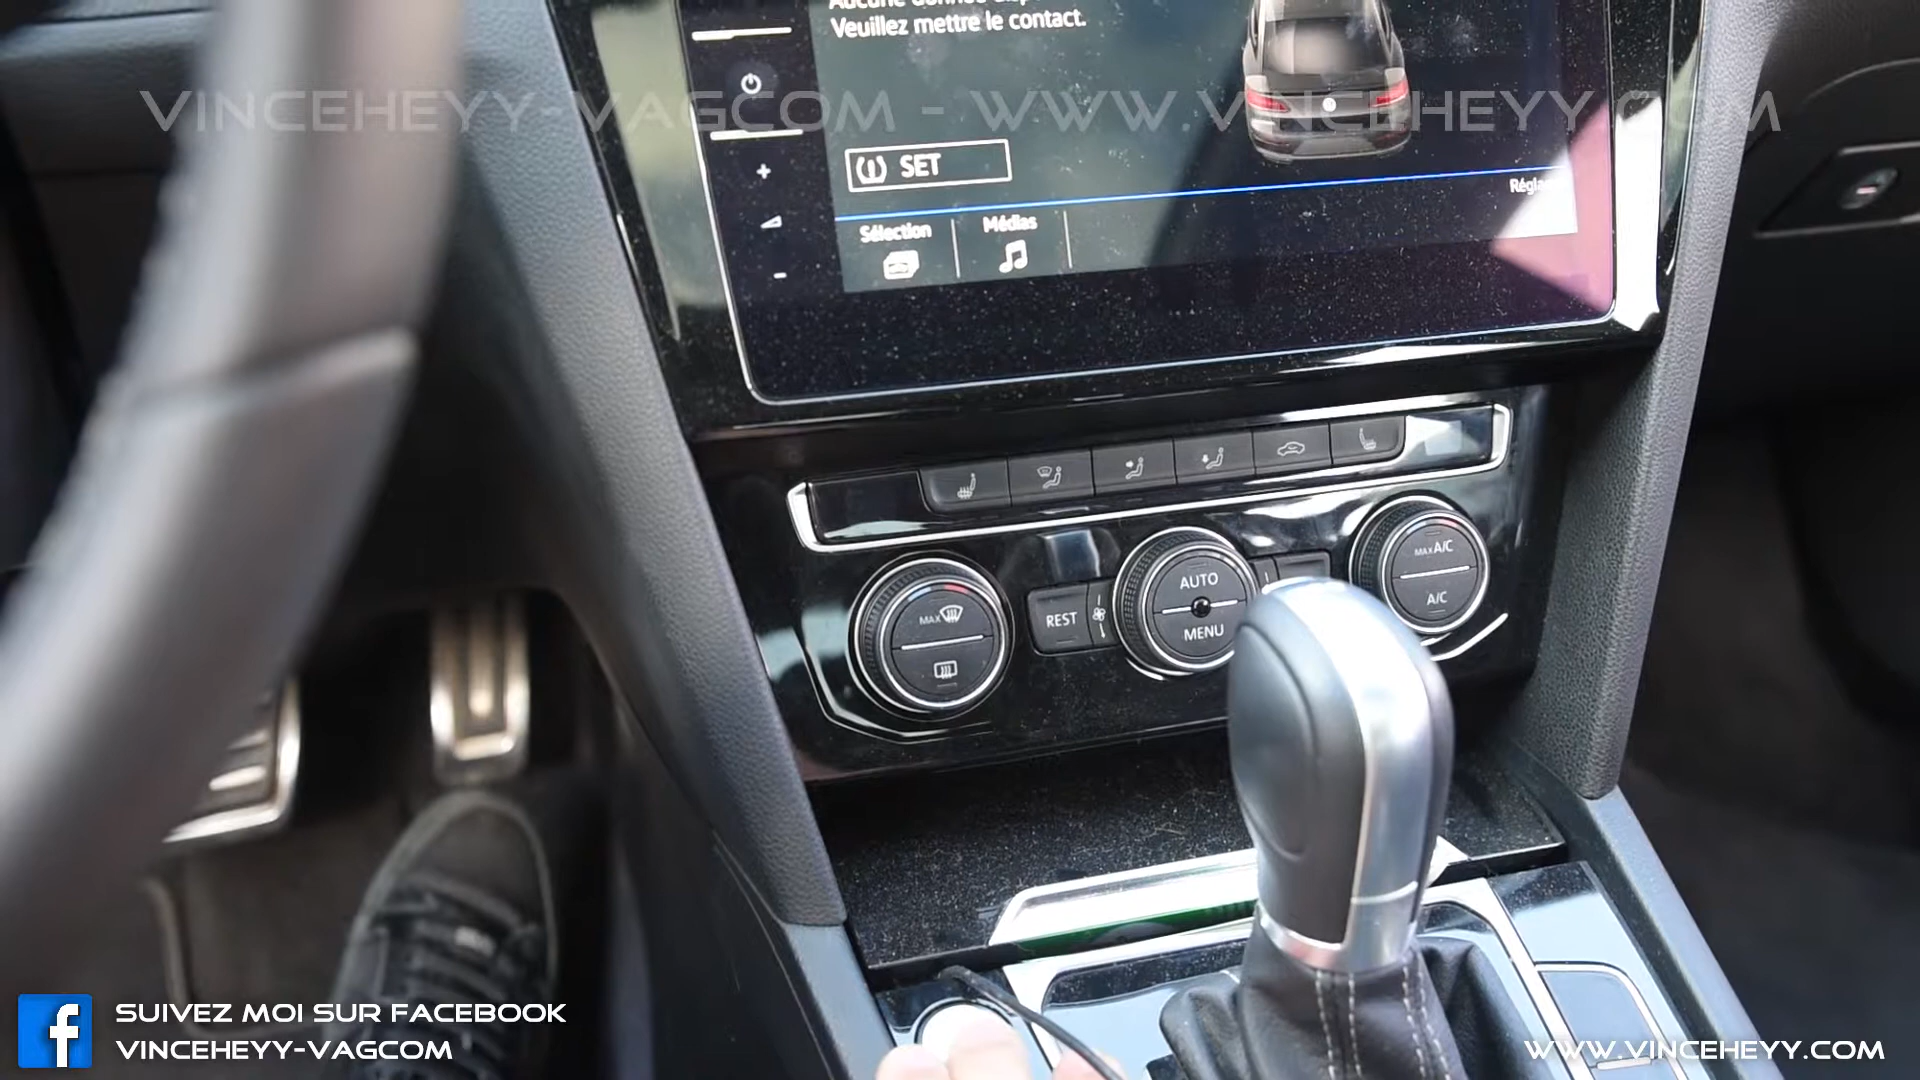 Veuillez mettre le contact.
VINCEHEYY-VAGCOM - WWW.VINCEHEYY.COM
SET
Sélection
Médias
MAX
REST
AUTO
MENU
MAX A/C
A/C
SUIVEZ MOI SUR FACEBOOK
VINCEHEYY-VAGCOM
WWW.VINCEHEYY.COM